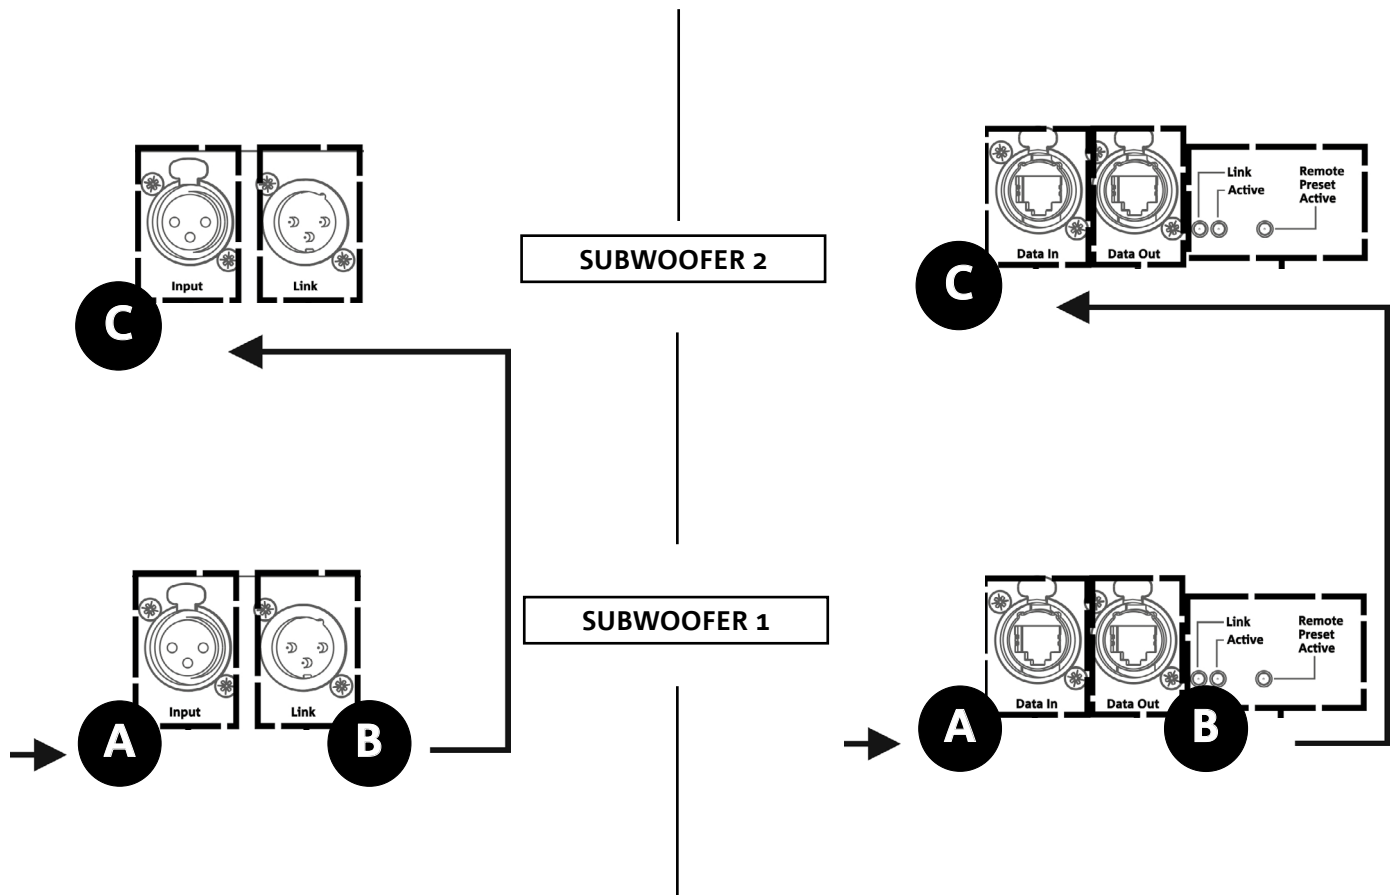 SUBWOOFER 2
Input
Link
C
Data In
Data Out
Link
Active
Remote
Preset
Active
C
SUBWOOFER 1
Input
Link
A
B
Data In
Data Out
Link
Active
Remote
Preset
Active
A
B